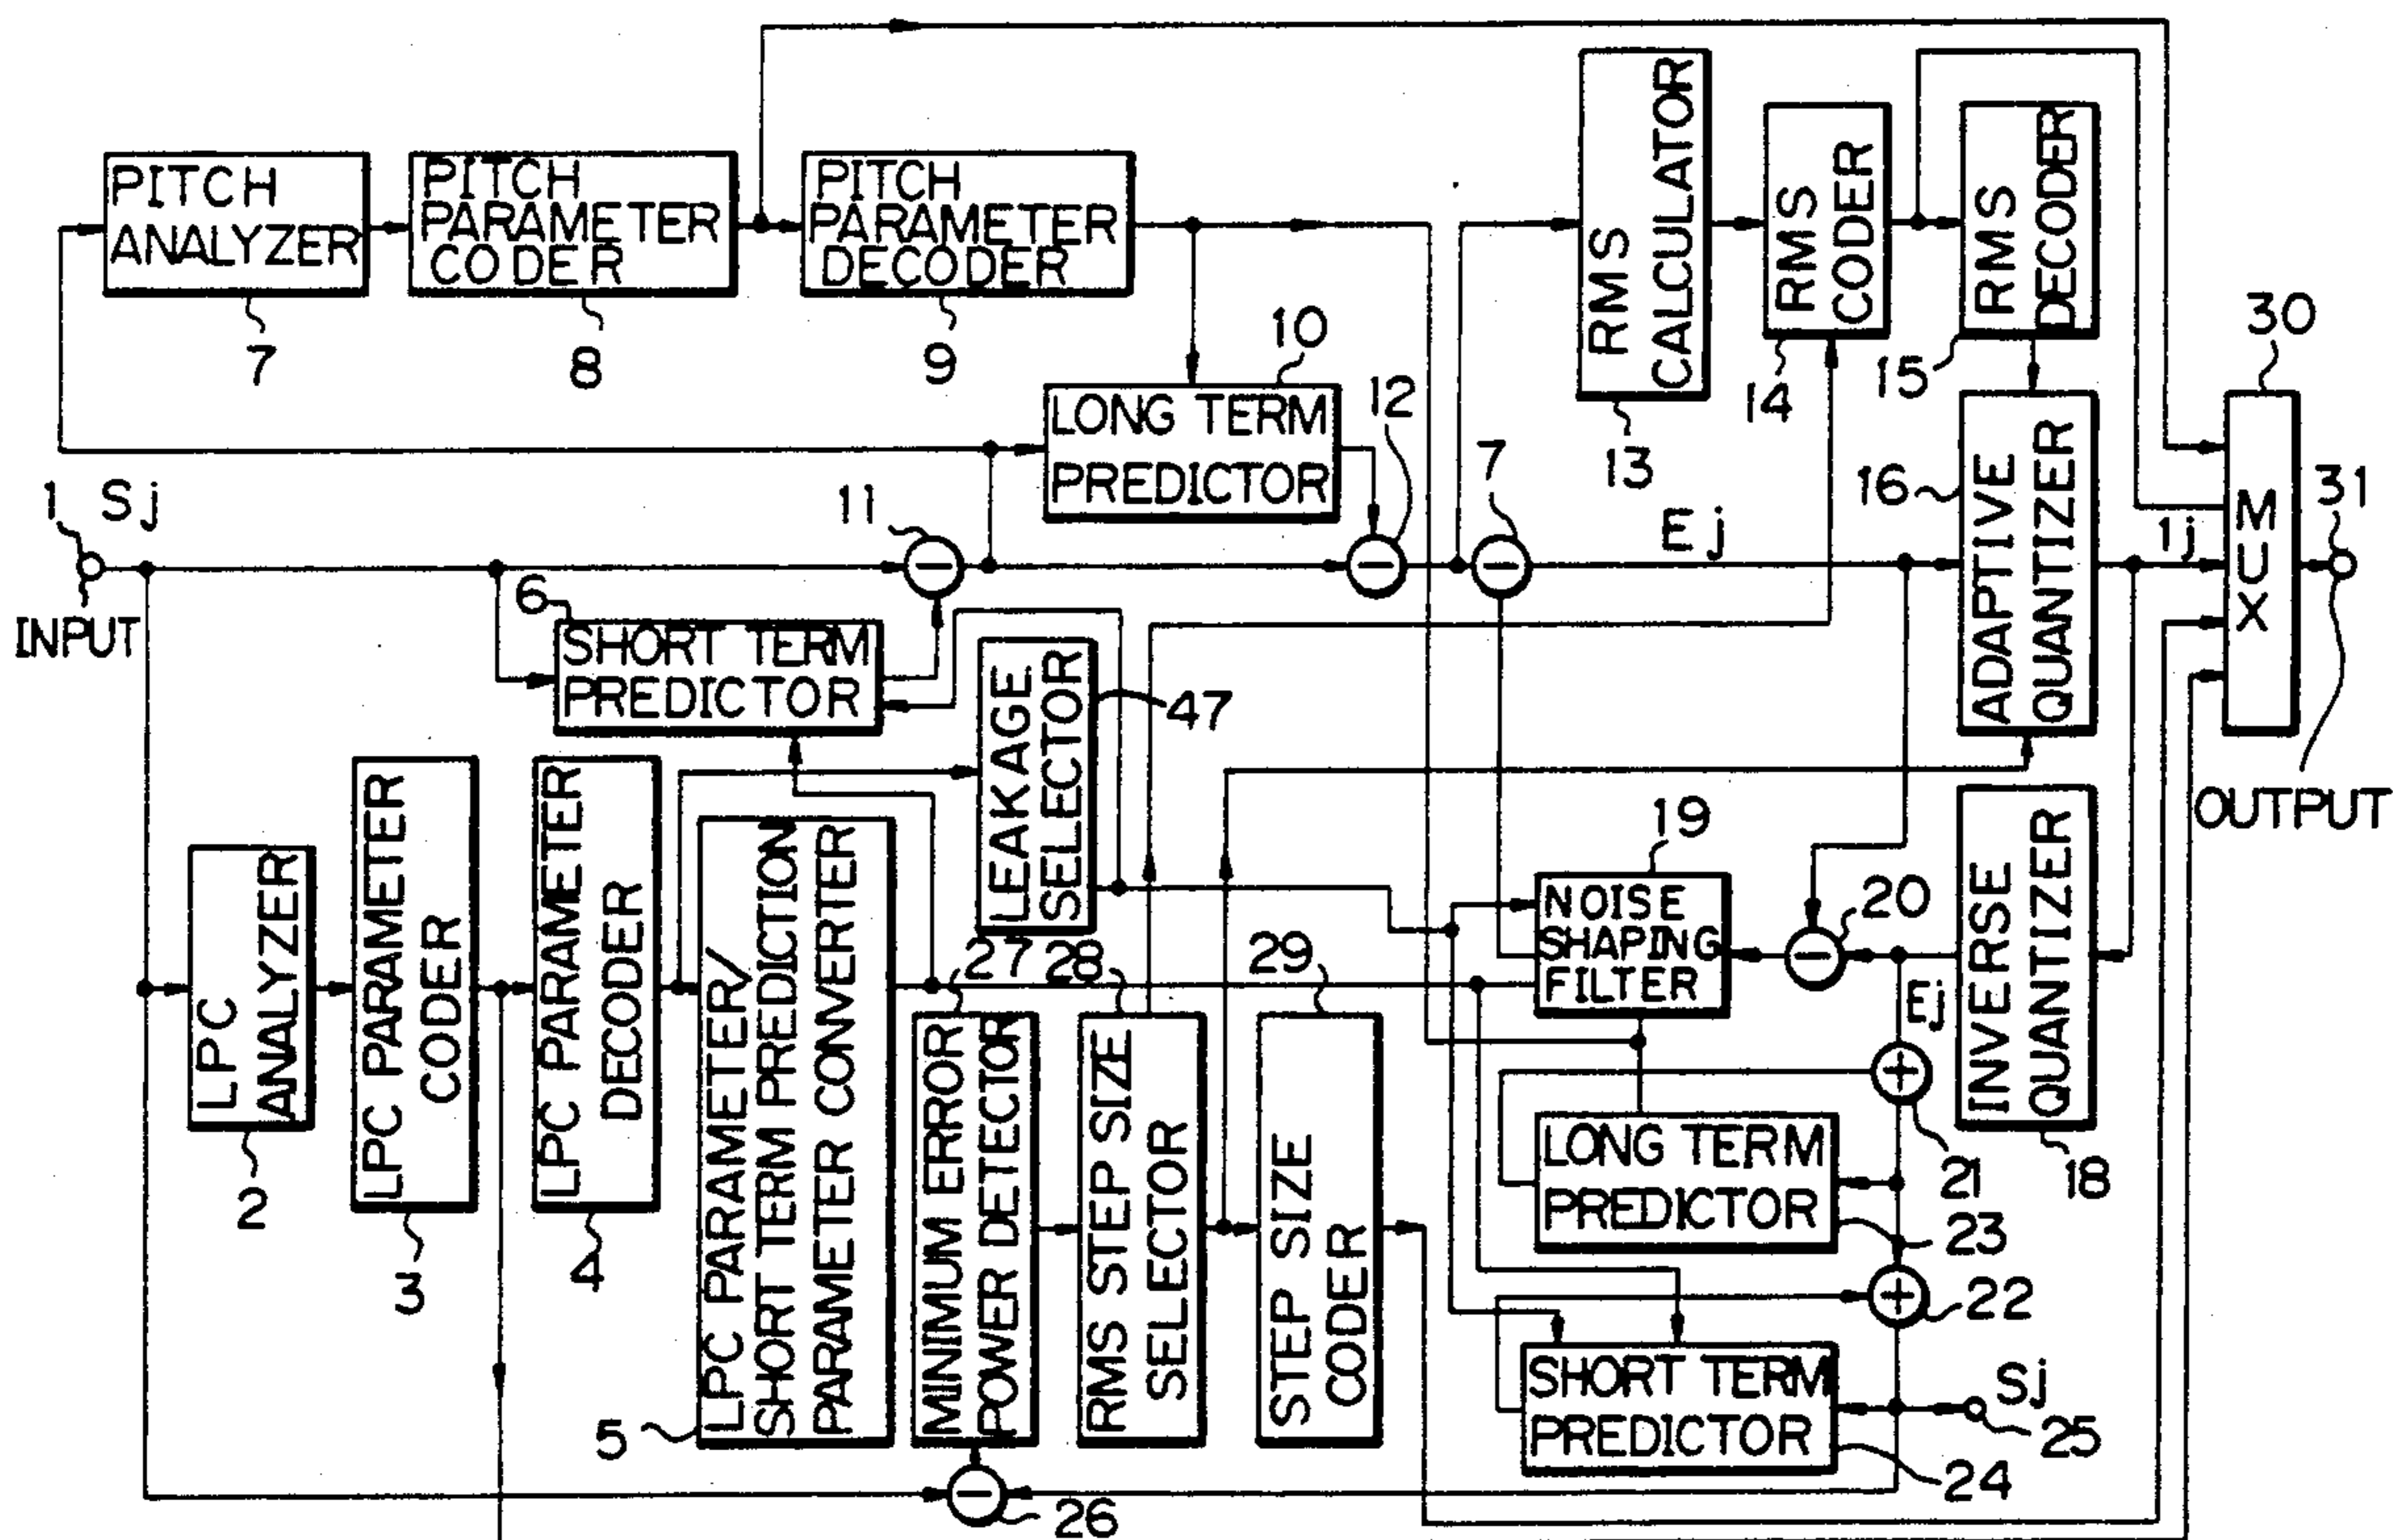 PITCH
ANALYZER
7
PITCH
PARAMETER
CODER
8
PITCH
PARAMETER
DECODER
9
RMS
CALCULATOR
13
RMS
CODER
14
RMS
DECODER
15
30
10
LONG TERM
PREDICTOR
12
7
Ej
16
ADAPTIVE
QUANTIZER
1j
MUX
31
OUTPUT
1 Sj
INPUT
11
6
SHORT TERM
PREDICTOR
LEAKAGE
SELECTOR
47
LPC
ANALYZER
2
LPC PARAMETER
CODER
3
LPC PARAMETER
DECODER
4
LPC PARAMETER/
SHORT TERM PREDICTION
PARAMETER CONVERTER
5
27
MINIMUM ERROR
POWER DETECTOR
28
RMS STEP SIZE
SELECTOR
29
STEP SIZE
CODER
19
NOISE
SHAPING
FILTER
20
Ej
INVERSE
QUANTIZER
18
21
LONG TERM
PREDICTOR
23
22
SHORT TERM
PREDICTOR
24
Sj
25
26